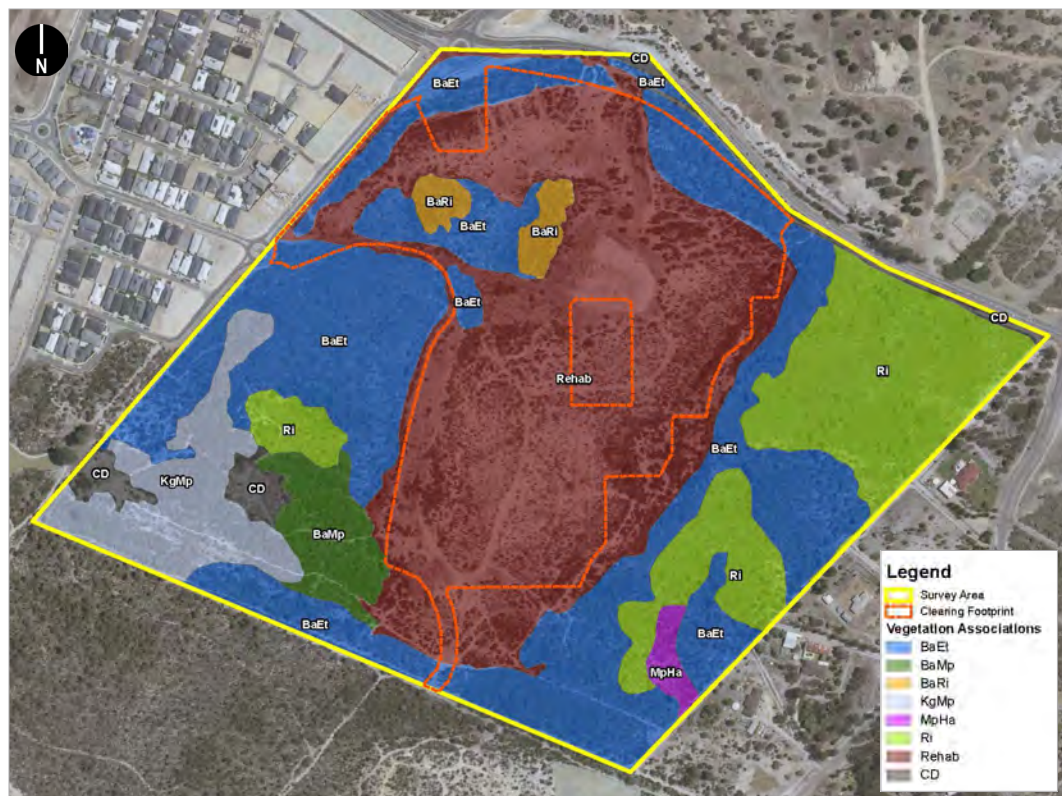 N
CD
BaEt
BaEt
BaRi
BaEt
BaRi
BaEt
CD
BaEt
Ri
Rehab
Ri
BaEt
CD
KgMp
CD
BaMp
Ri
BaEt
BaEt
MpHa
Legend
Survey Area
Clearing Footprint
Vegetation Associations
BaEt
BaMp
BaRi
KgMp
MpHa
Ri
Rehab
CD